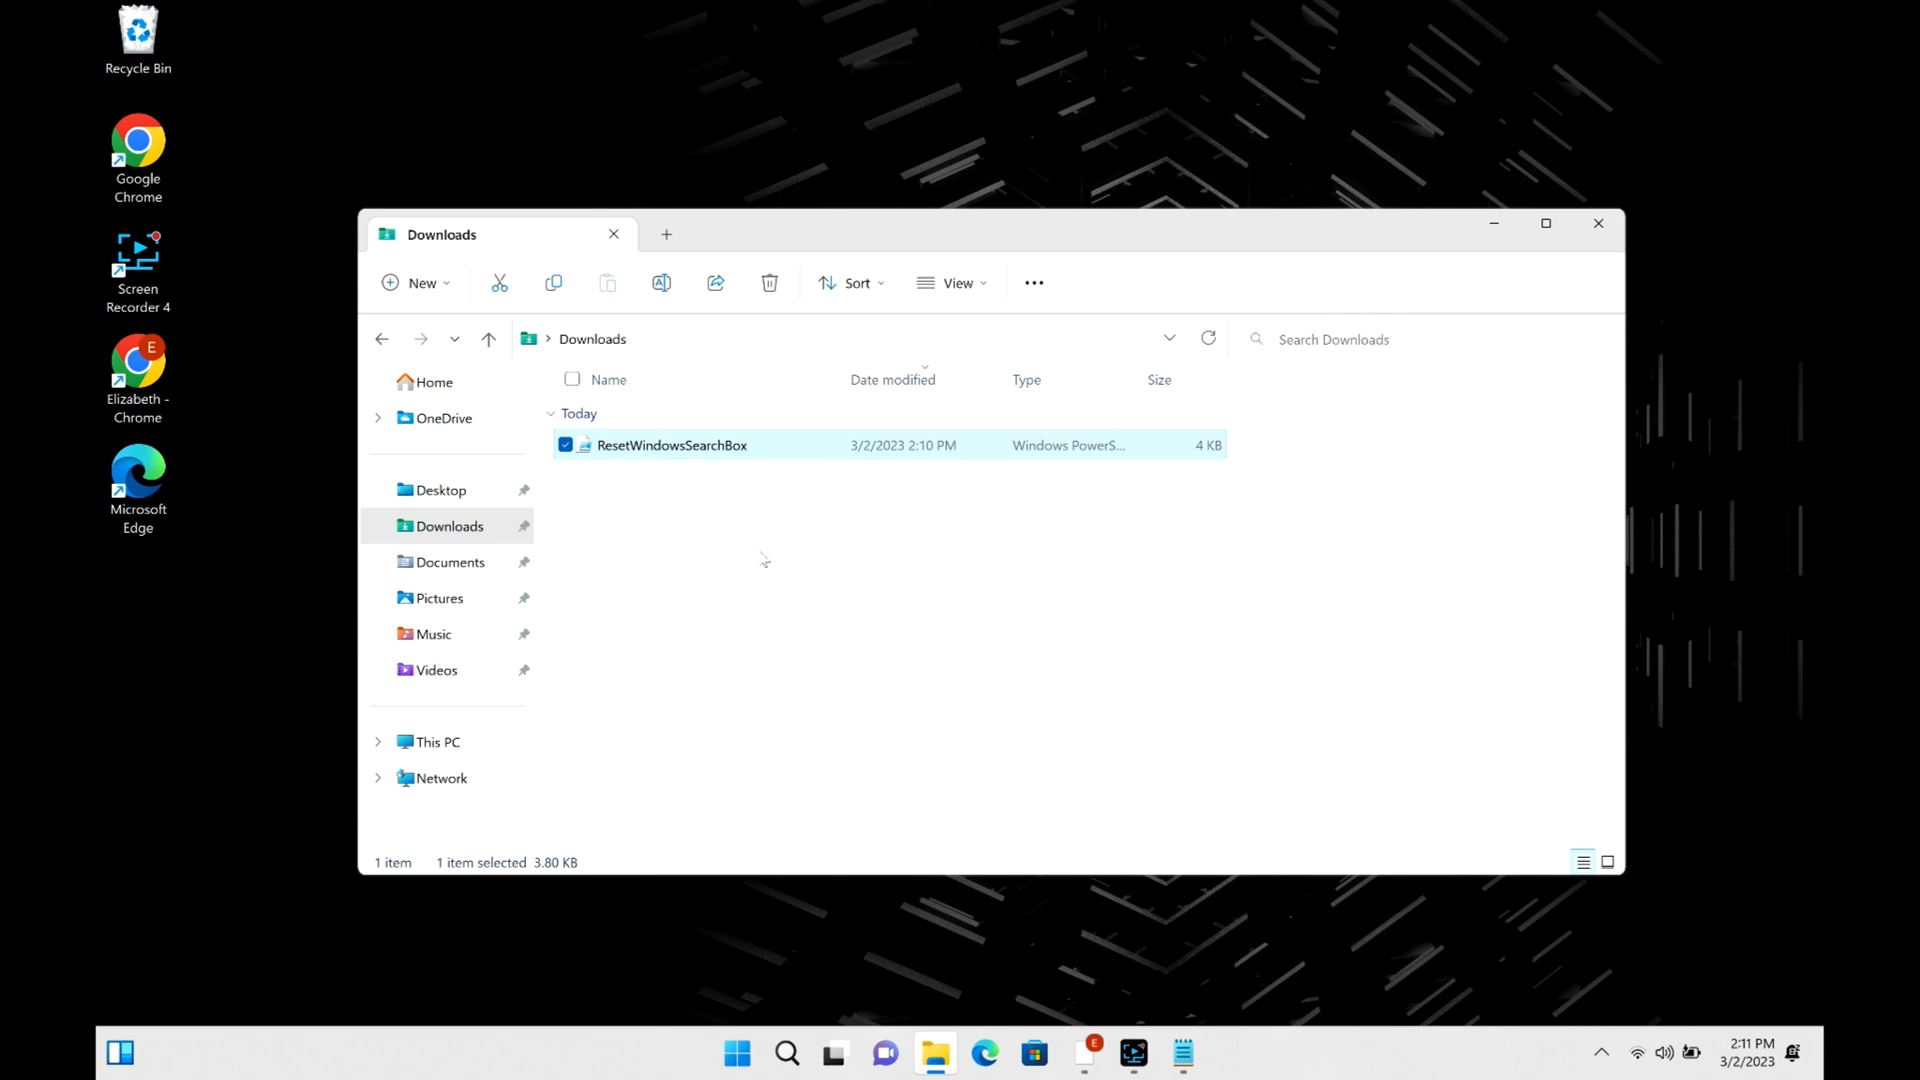 Recycle Bin
Google
Chrome
Screen
Recorder 4
E
Elizabeth -
Chrome
Microsoft
Edge
Downloads
New
Sort
View
Downloads
Search Downloads
Name
Date modified
Type
Size
Today
ResetWindowsSearchBox
3/2/2023 2:10 PM
Windows PowerS...
4 KB
Home
OneDrive
Desktop
Downloads
Documents
Pictures
Music
Videos
This PC
Network
1 item
1 item selected 3.80 KB
E
2:11 PM
3/2/2023